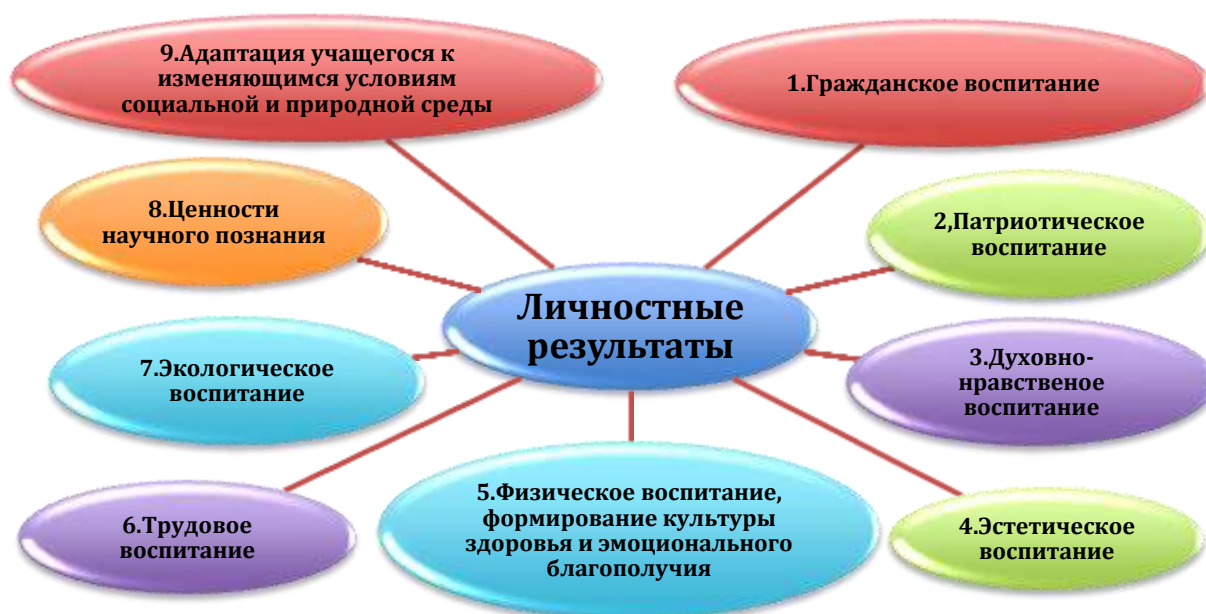 9.Адаптация учащегося к
изменяющимся условиям
социальной и природной среды
1.Гражданское воспитание
8.Ценности
научного познания
2,Патриотическое
воспитание
Личностные
результаты
7.Экологическое
воспитание
3.Духовно-
нравственое
воспитание
6.Трудовое
воспитание
5.Физическое воспитание,
формирование культуры
здоровья и эмоционального
благополучия
4.Эстетическое
воспитание